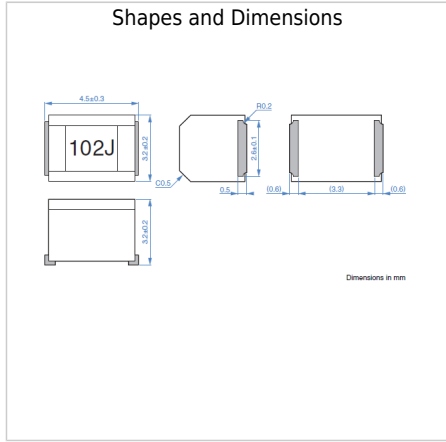 Shapes and Dimensions
4.5±0.3
102J
3.2±0.2
C0.5
0.5
R0.2
2.6±0.1
(0.6)
(3.3)
(0.6)
3.2±0.2
Dimensions in mm